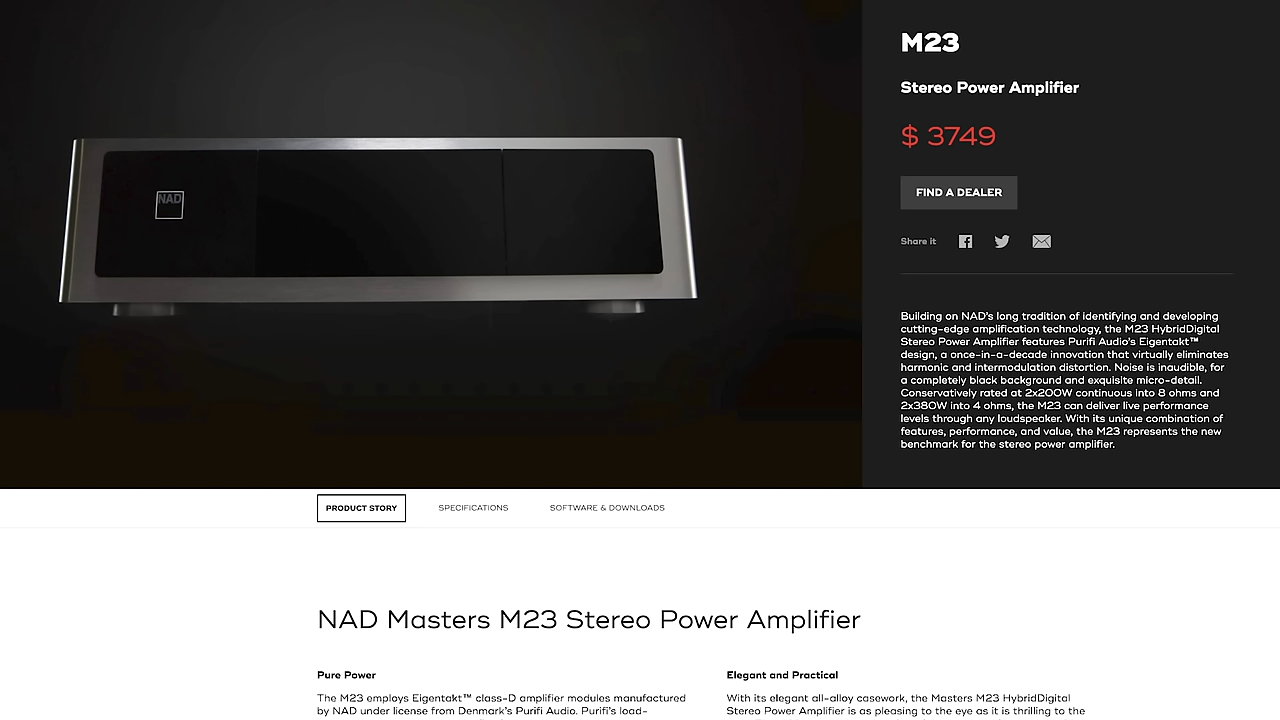 NAD
M23
Stereo Power Amplifier
$ 3749
FIND A DEALER
Share it
Building on NAD's long tradition of identifying and developing
cutting-edge amplification technology, the M23 HybridDigital
Stereo Power Amplifier features Purifi Audio's Eigentakt™
design, a once-in-a-decade innovation that virtually eliminates
harmonic and intermodulation distortion. Noise is inaudible, for
a completely black background and exquisite micro-detail.
Conservatively rated at 2x200W continuous into 8 ohms and
2x380W into 4 ohms, the M23 can deliver live performance
levels through any loudspeaker. With its unique combination of
features, performance, and value, the M23 represents the new
benchmark for the stereo power amplifier.
PRODUCT STORY
SPECIFICATIONS
SOFTWARE & DOWNLOADS
NAD Masters M23 Stereo Power Amplifier
Pure Power
The M23 employs Eigentakt™ class-D amplifier modules manufactured
by NAD under license from Denmark's Purifi Audio. Purifi's load-
Elegant and Practical
With its elegant all-alloy casework, the Masters M23 HybridDigital
Stereo Power Amplifier is as pleasing to the eye as it is thrilling to the